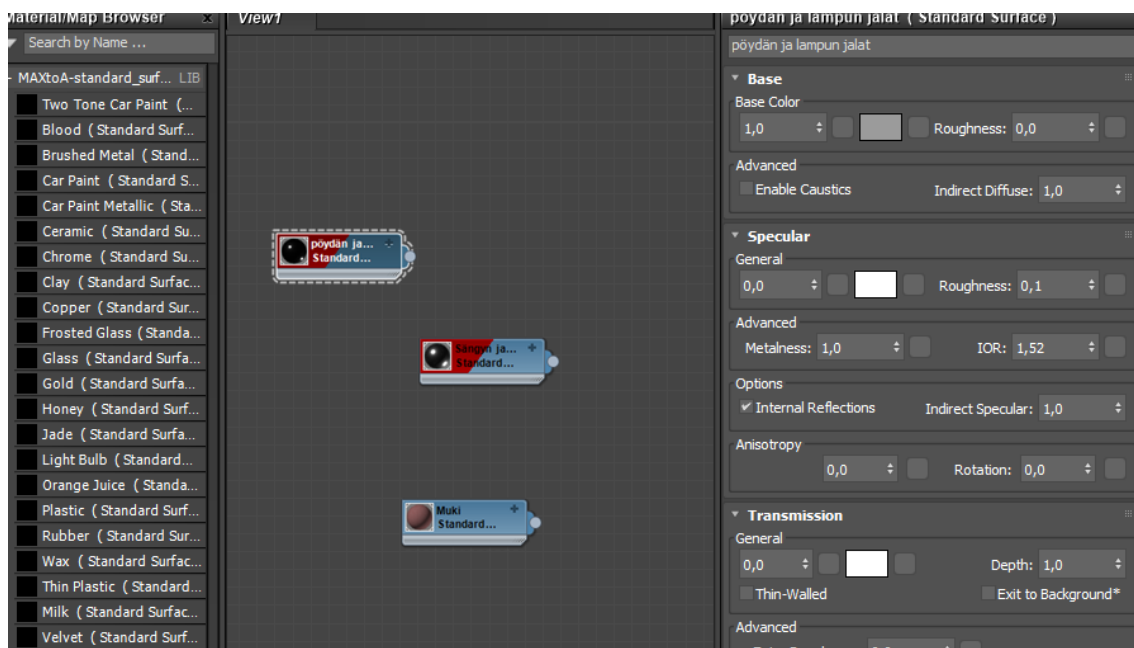 Material/Map Browser x
Search by Name ...
- MAXtoA-standard_surf... LIB
Two Tone Car Paint (...
Blood ( Standard Surf...
Brushed Metal ( Stand...
Car Paint ( Standard S...
Car Paint Metallic ( Sta...
Ceramic ( Standard Su...
Chrome ( Standard Su...
Clay ( Standard Surfac...
Copper ( Standard Sur...
Frosted Glass ( Standa...
Glass ( Standard Surfa...
Gold ( Standard Surfa...
Honey ( Standard Surf...
Jade ( Standard Surfa...
Light Bulb ( Standard...
Orange Juice ( Standa...
Plastic ( Standard Surf...
Rubber ( Standard Sur...
Wax ( Standard Surfac...
Thin Plastic ( Standard...
Milk ( Standard Surfac...
Velvet ( Standard Surf...
View1
pöydän ja... +
Standard...
Sängyn ja... +
Standard...
Muki +
Standard...
pöydän ja lampun jalat ( Standard Surface )
pöydän ja lampun jalat
Base
Base Color
1,0 Roughness: 0,0
Advanced
Enable Caustics Indirect Diffuse: 1,0
Specular
General
0,0 Roughness: 0,1
Advanced
Metalness: 1,0 IOR: 1,52
Options
Internal Reflections Indirect Specular: 1,0
Anisotropy
0,0 Rotation: 0,0
Transmission
General
0,0 Depth: 1,0
Thin-Walled Exit to Background*
Advanced